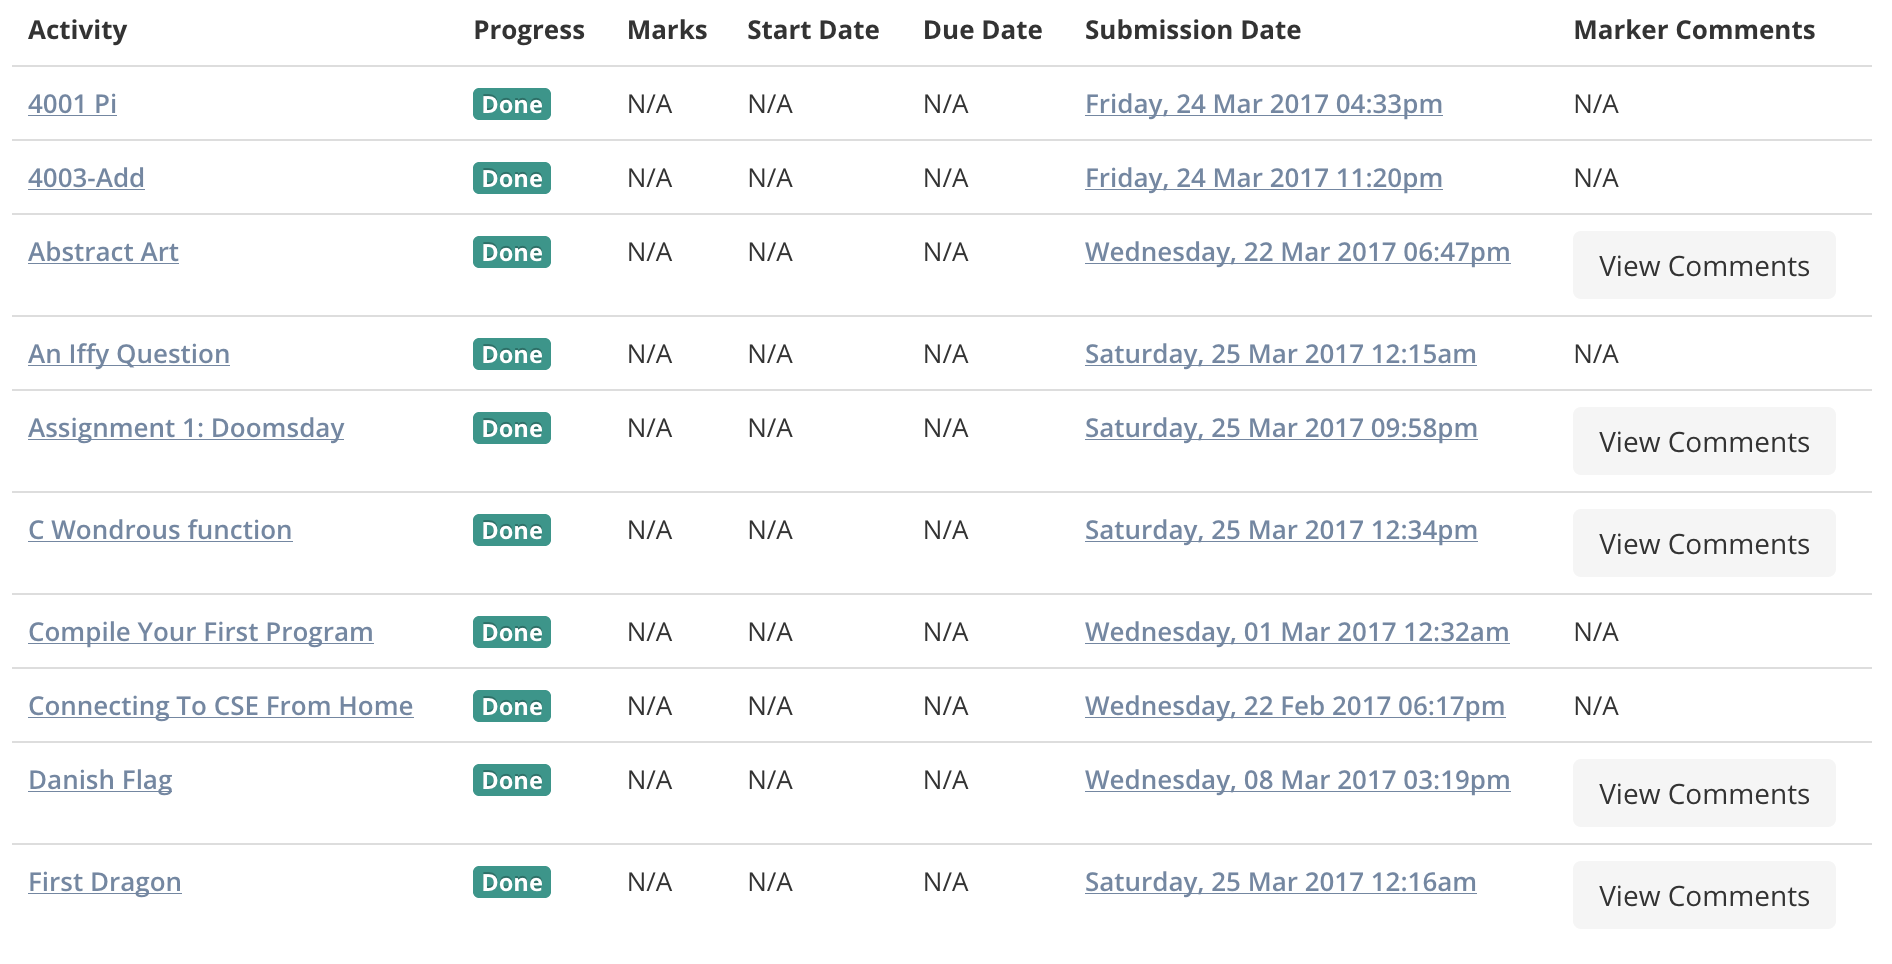 Activity Progress Marks Start Date Due Date Submission Date Marker Comments
4001 Pi Done N/A N/A N/A Friday, 24 Mar 2017 04:33pm N/A
4003-Add Done N/A N/A N/A Friday, 24 Mar 2017 11:20pm N/A
Abstract Art Done N/A N/A N/A Wednesday, 22 Mar 2017 06:47pm View Comments
An Iffy Question Done N/A N/A N/A Saturday, 25 Mar 2017 12:15am N/A
Assignment 1: Doomsday Done N/A N/A N/A Saturday, 25 Mar 2017 09:58pm View Comments
C Wondrous function Done N/A N/A N/A Saturday, 25 Mar 2017 12:34pm View Comments
Compile Your First Program Done N/A N/A N/A Wednesday, 01 Mar 2017 12:32am N/A
Connecting To CSE From Home Done N/A N/A N/A Wednesday, 22 Feb 2017 06:17pm N/A
Danish Flag Done N/A N/A N/A Wednesday, 08 Mar 2017 03:19pm View Comments
First Dragon Done N/A N/A N/A Saturday, 25 Mar 2017 12:16am View Comments